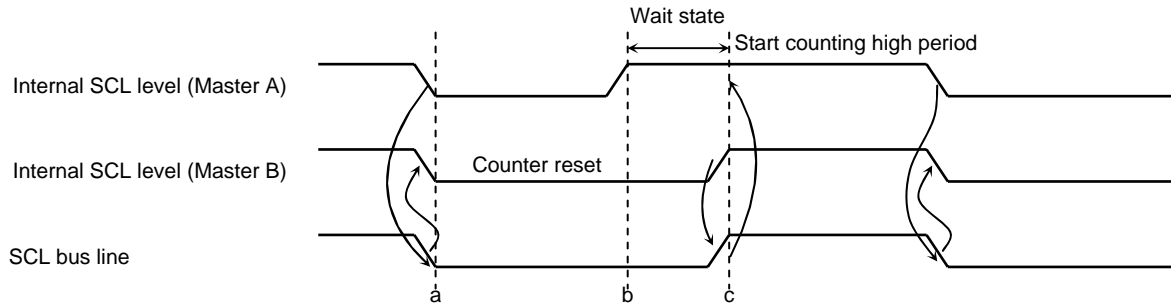 Wait state
Start counting high period
Internal SCL level (Master A)
Internal SCL level (Master B)
Counter reset
SCL bus line
a
b
c